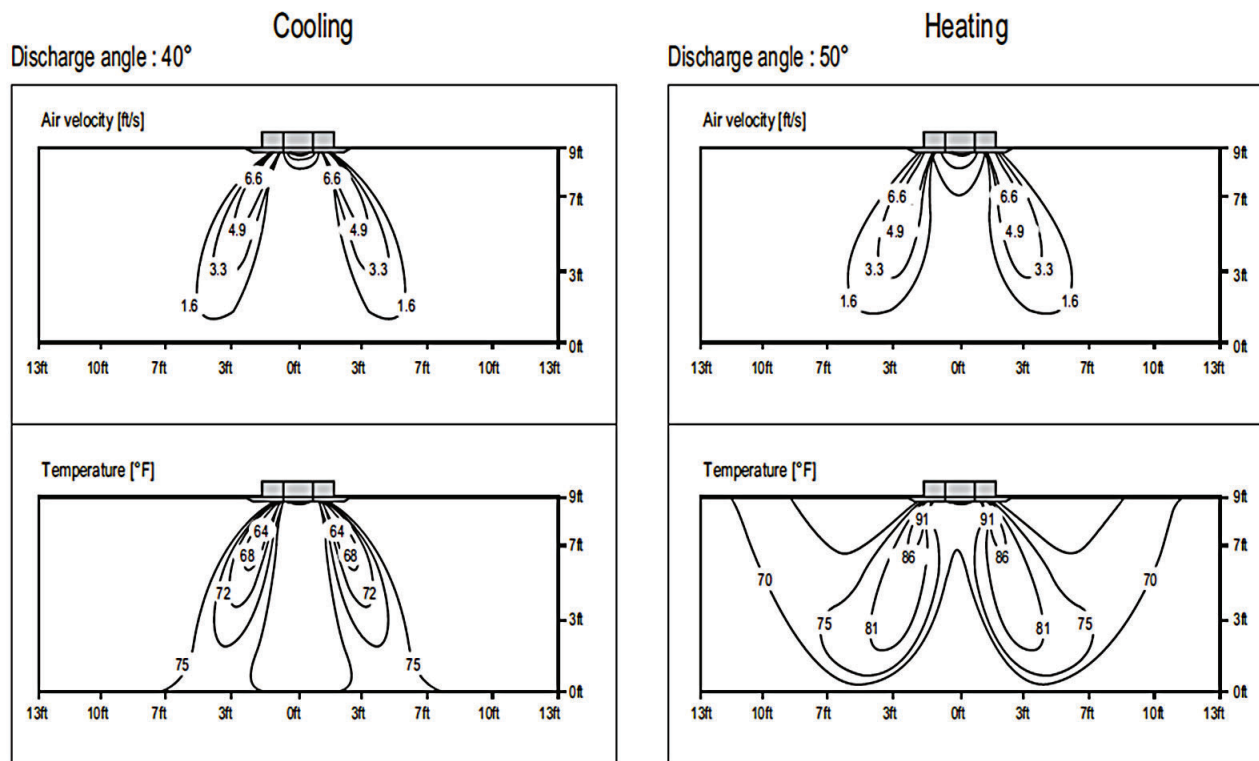 Cooling
Discharge angle : 40°
Air velocity [ft/s]
6.6
6.6
4.9
4.9
3.3
3.3
1.6
1.6
9ft
7ft
3ft
0ft
13ft 10ft 7ft 3ft 0ft 3ft 7ft 10ft 13ft
Temperature [°F]
64
64
68
68
72
72
75
75
9ft
7ft
3ft
0ft
13ft 10ft 7ft 3ft 0ft 3ft 7ft 10ft 13ft
Heating
Discharge angle : 50°
Air velocity [ft/s]
6.6
6.6
4.9
4.9
3.3
3.3
1.6
1.6
9ft
7ft
3ft
0ft
13ft 10ft 7ft 3ft 0ft 3ft 7ft 10ft 13ft
Temperature [°F]
91
91
86
86
70
70
75
75
81
81
9ft
7ft
3ft
0ft
13ft 10ft 7ft 3ft 0ft 3ft 7ft 10ft 13ft